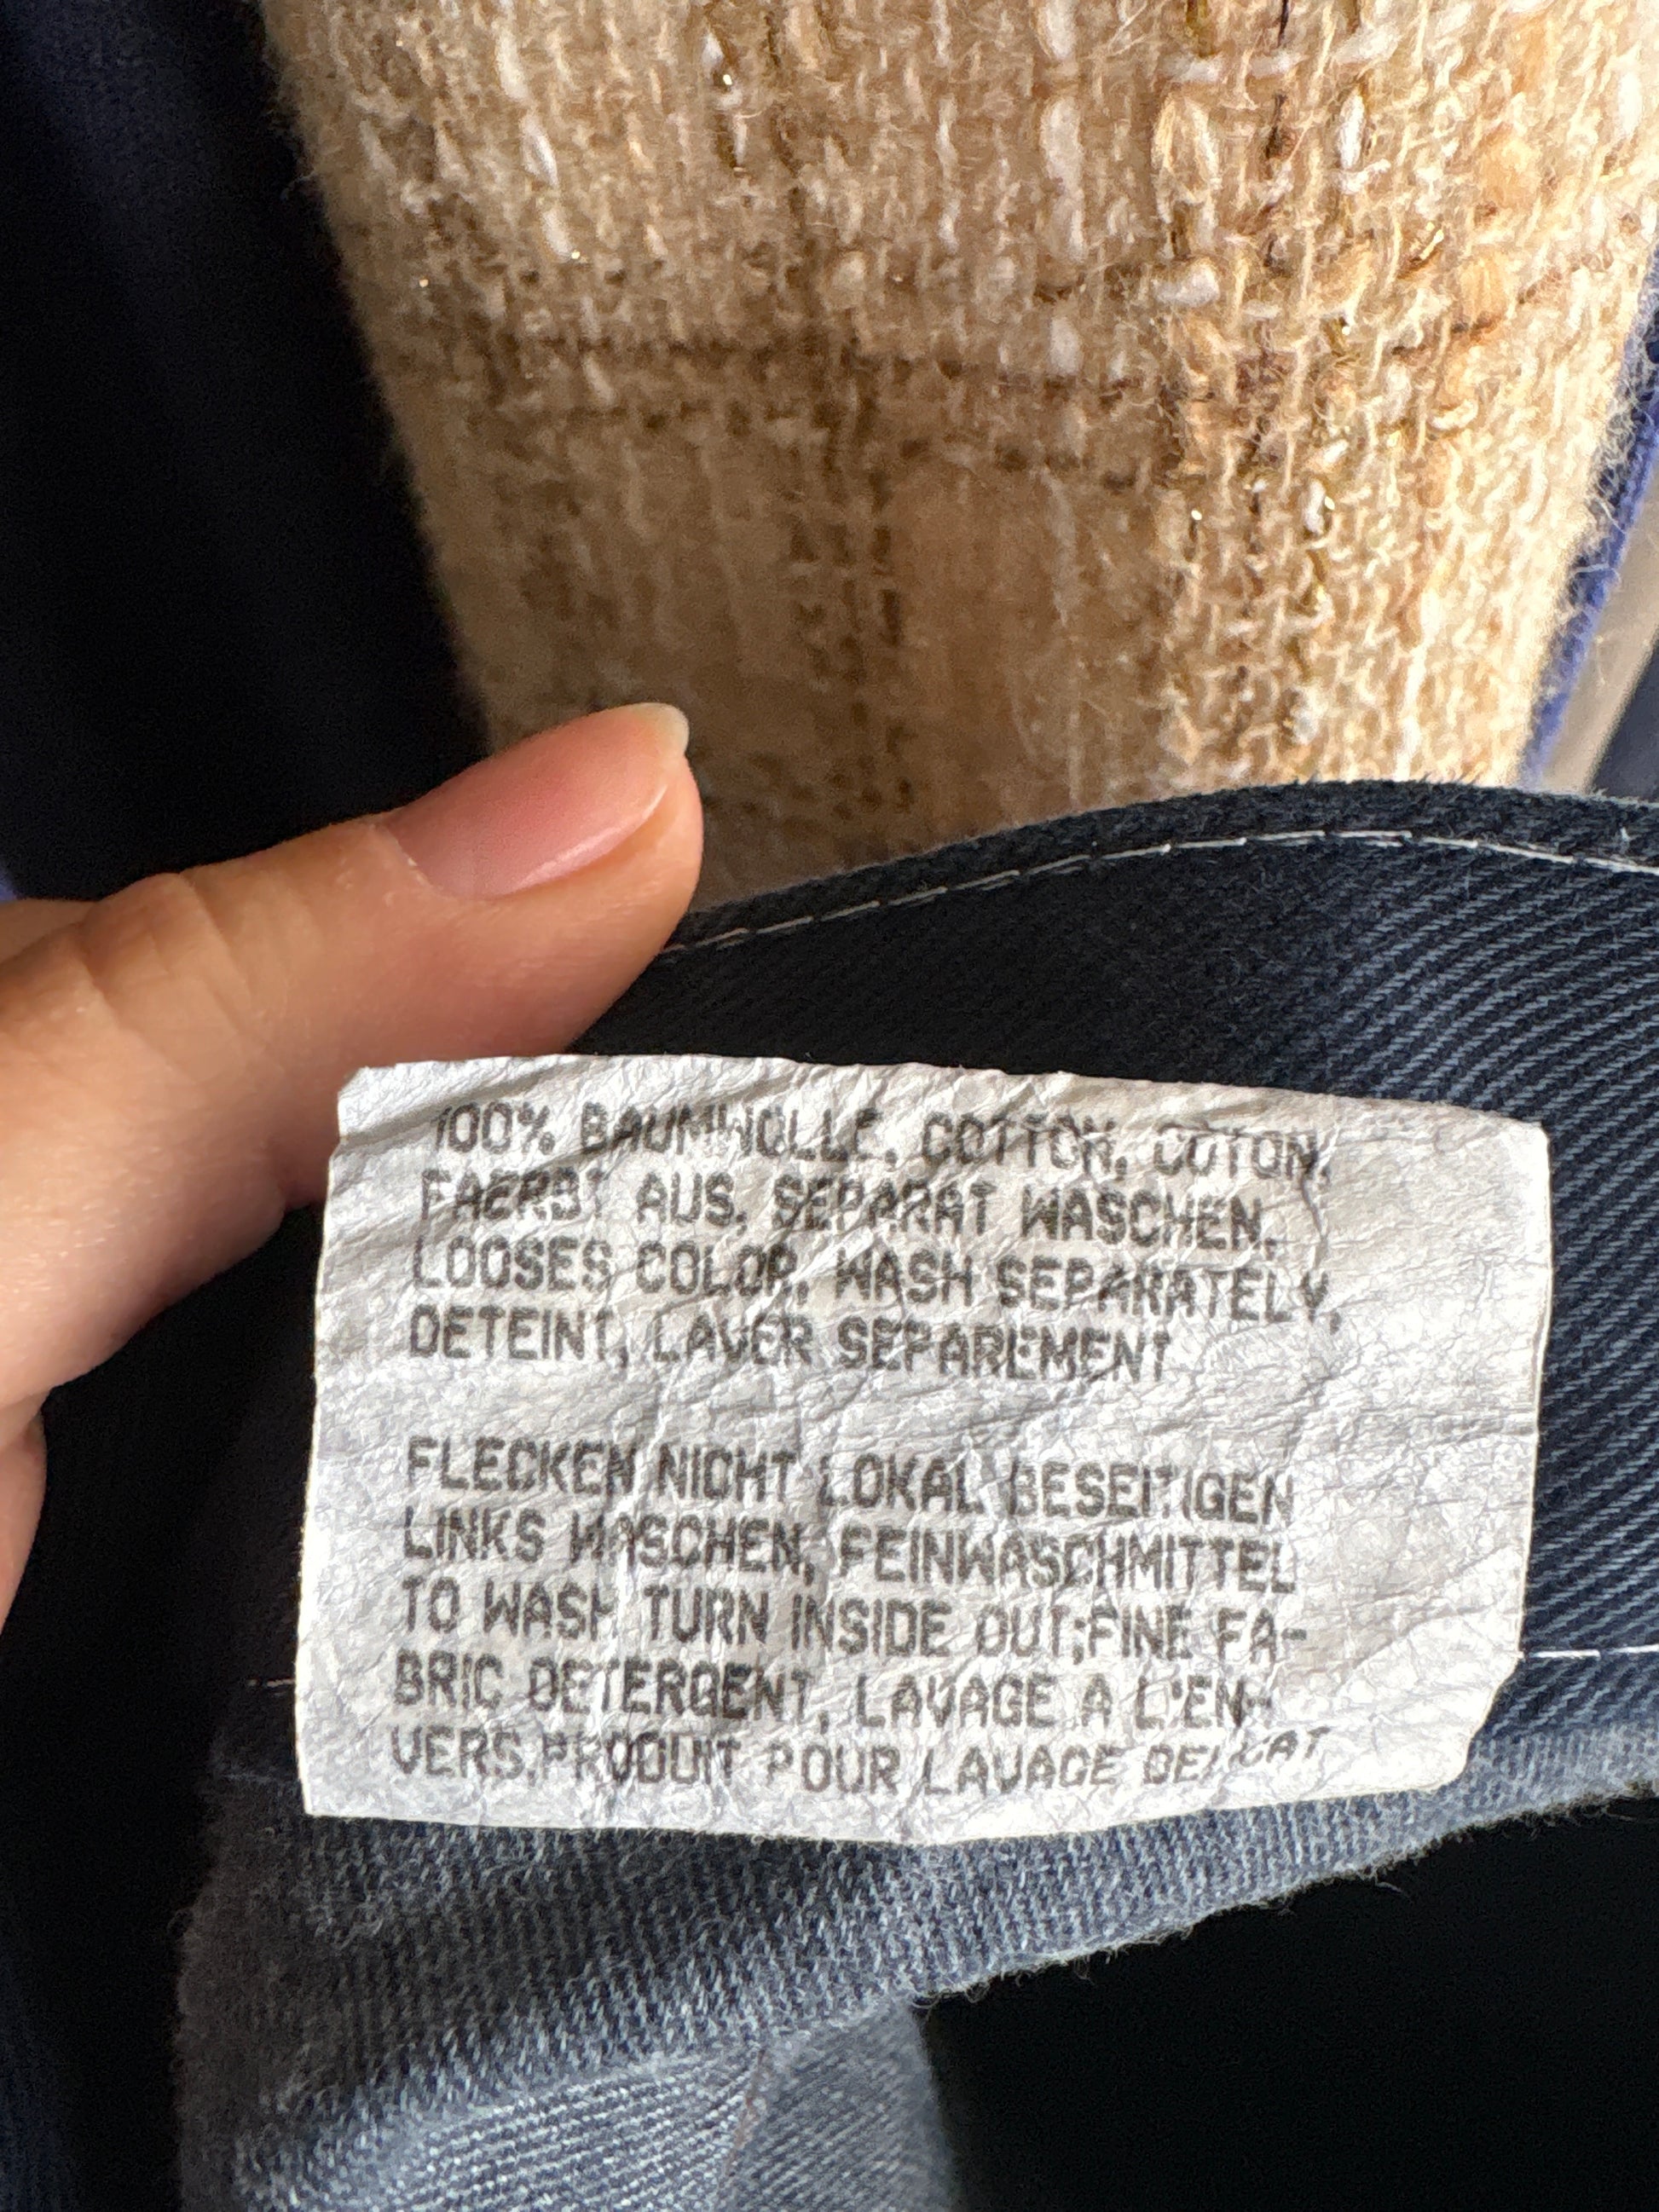 100% BAUMWOLLE, COTTON, COTON,
FAERBT AUS, SEPARAT WASCHEN,
LOOSES COLOR, WASH SEPARATELY,
DETEINT, LAVER SEPAREMENT
FLECKEN NICHT LOKAL BESEITIGEN
LINKS WASCHEN, FEINWASCHMITTEL
TO WASH TURN INSIDE OUT;FINE FA-
BRIC DETERGENT, LAVAGE A L'EN-
VERS,PRODUIT POUR LAVAGE DELICAT